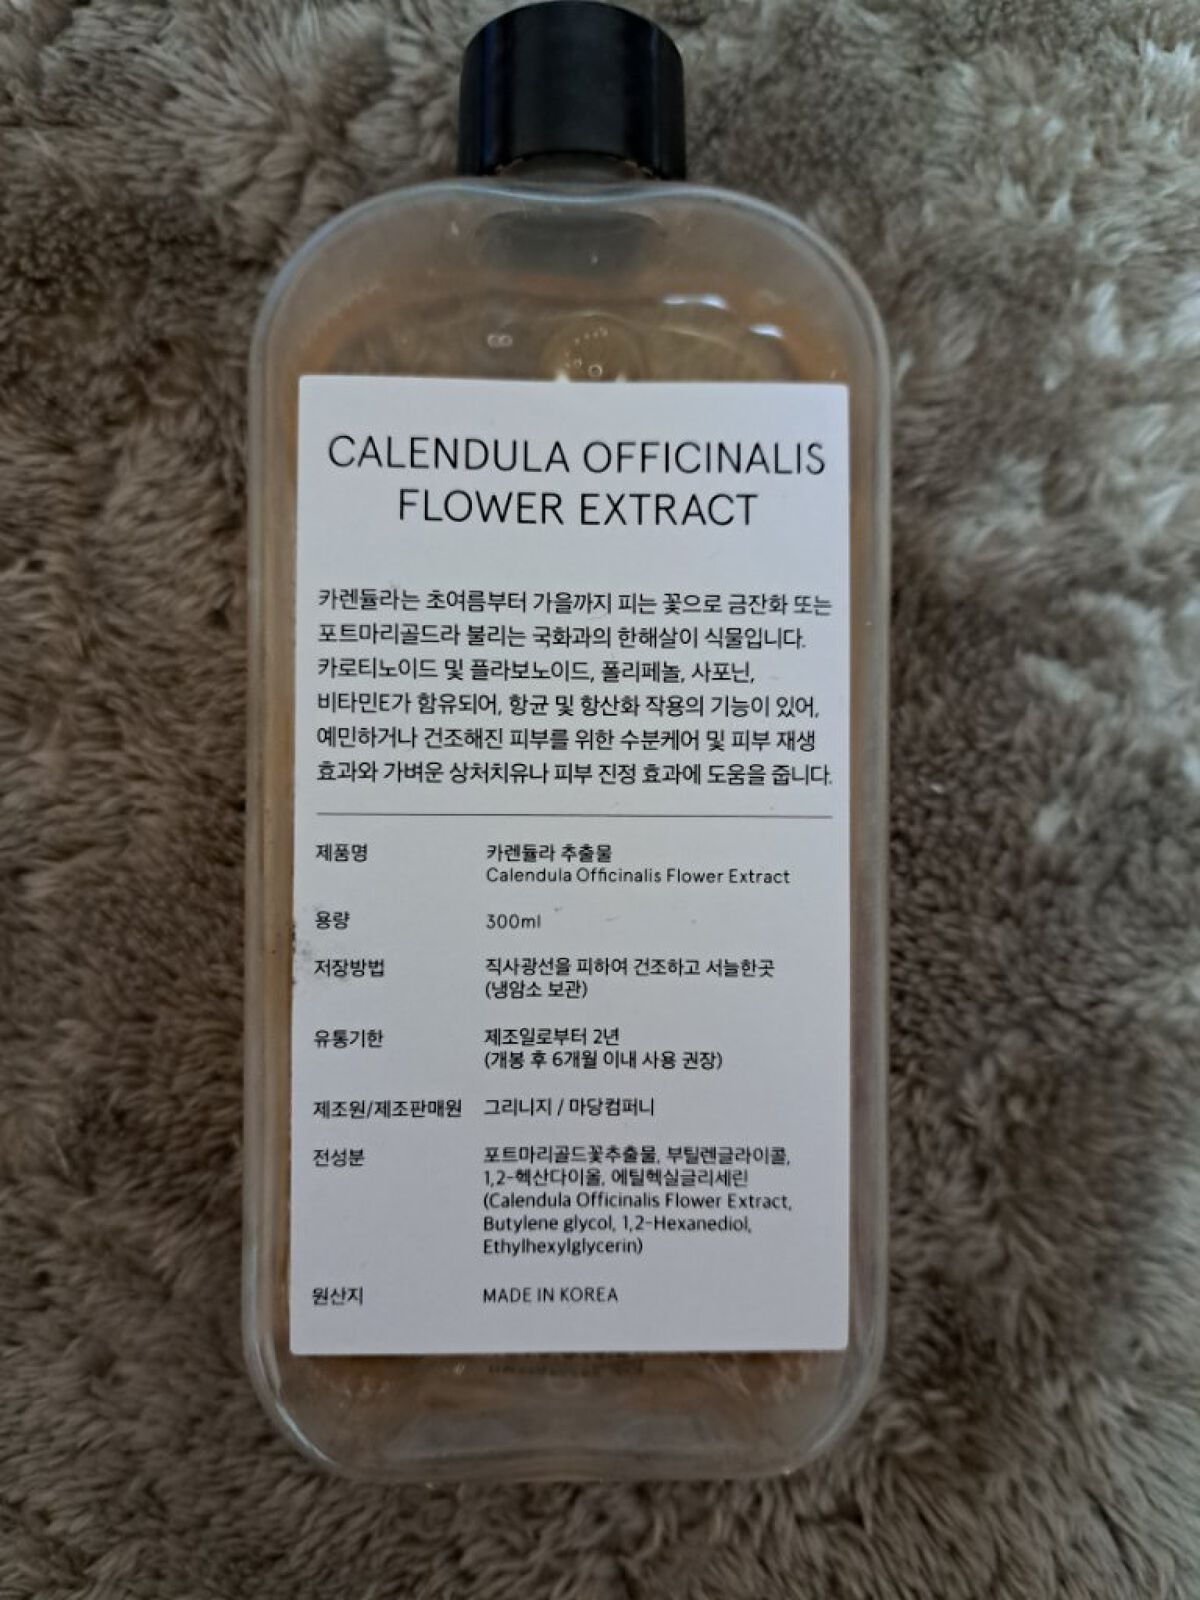 CALENDULA OFFICINALIS
FLOWER EXTRACT
카렌듈라는 초여름부터 가을까지 피는 꽃으로 금잔화 또는
포트마리골드라 불리는 국화과의 한해살이 식물입니다.
카로티노이드 및 플라보노이드, 폴리페놀, 사포닌,
비타민E가 함유되어, 항균 및 항산화 작용의 기능이 있어,
예민하거나 건조해진 피부를 위한 수분케어 및 피부 재생
효과와 가벼운 상처치유나 피부 진정 효과에 도움을 줍니다.
제품명 카렌듈라 추출물
Calendula Officinalis Flower Extract
용량 300ml
저장방법 직사광선을 피하여 건조하고 서늘한곳
(냉암소 보관)
유통기한 제조일로부터 2년
(개봉 후 6개월 이내 사용 권장)
제조원/제조판매원 그리니지 / 마당컴퍼니
전성분 포트마리골드꽃추출물, 부틸렌글라이콜,
1,2-헥산다이올, 에틸헥실글리세린
(Calendula Officinalis Flower Extract,
Butylene glycol, 1,2-Hexanediol,
Ethylhexylglycerin)
원산지 MADE IN KOREA